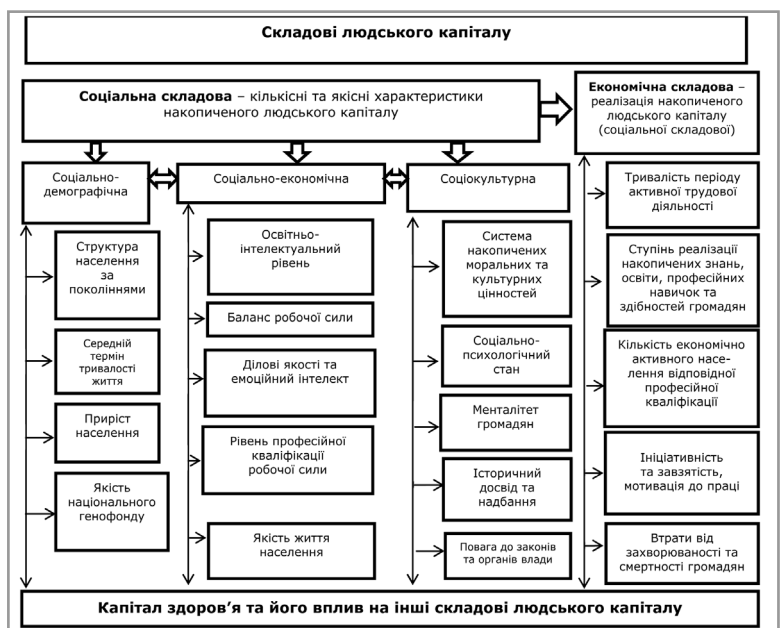 Складові людського капіталу
Соціальна складова – кількісні та якісні характеристики
накопиченого людського капіталу
Економічна складова –
реалізація накопиченого
людського капіталу
(соціальної складової)
Соціально-
демографічна
Соціально-економічна
Соціокультурна
Структура
населення
за
поколіннями
Середній
термін
тривалості
життя
Приріст
населення
Якість
національного
генофонду
Освітньо-
інтелектуальний
рівень
Баланс робочої сили
Ділові якості та
емоційний інтелект
Рівень професійної
кваліфікації
робочої сили
Якість життя
населення
Система
накопичених
моральних та
культурних
цінностей
Соціально-
психологічний
стан
Менталітет
громадян
Історичний
досвід та
надбання
Повага до законів
та органів влади
Тривалість періоду
активної трудової
діяльності
Ступінь реалізації
накопичених знань,
освіти, професійних
навичок та
здібностей громадян
Кількість економічно
активного насе-
лення відповідної
професійної
кваліфікації
Ініціативність
та завзятість,
мотивація до праці
Втрати від
захворюваності та
смертності громадян
Капітал здоров’я та його вплив на інші складові людського капіталу